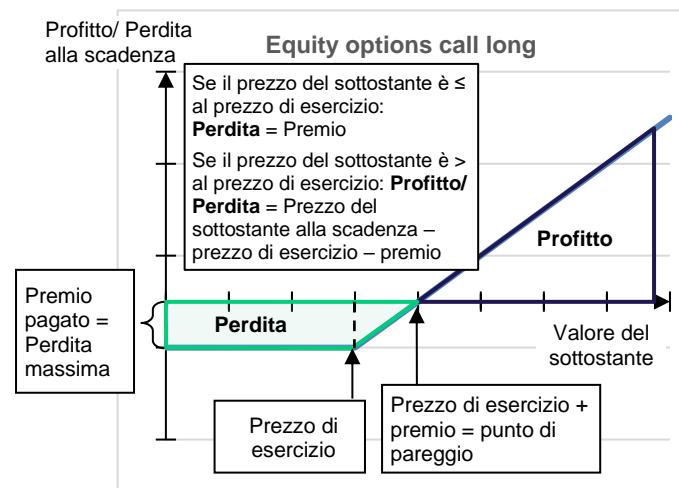 Profitto/ Perdita
alla scadenza
Equity options call long
Se il prezzo del sottostante è ≤
al prezzo di esercizio:
Perdita = Premio
Se il prezzo del sottostante è >
al prezzo di esercizio: Profitto/
Perdita = Prezzo del
sottostante alla scadenza –
prezzo di esercizio – premio
Profitto
Premio
pagato =
Perdita
massima
Perdita
Valore del
sottostante
Prezzo di
esercizio
Prezzo di esercizio +
premio = punto di
pareggio